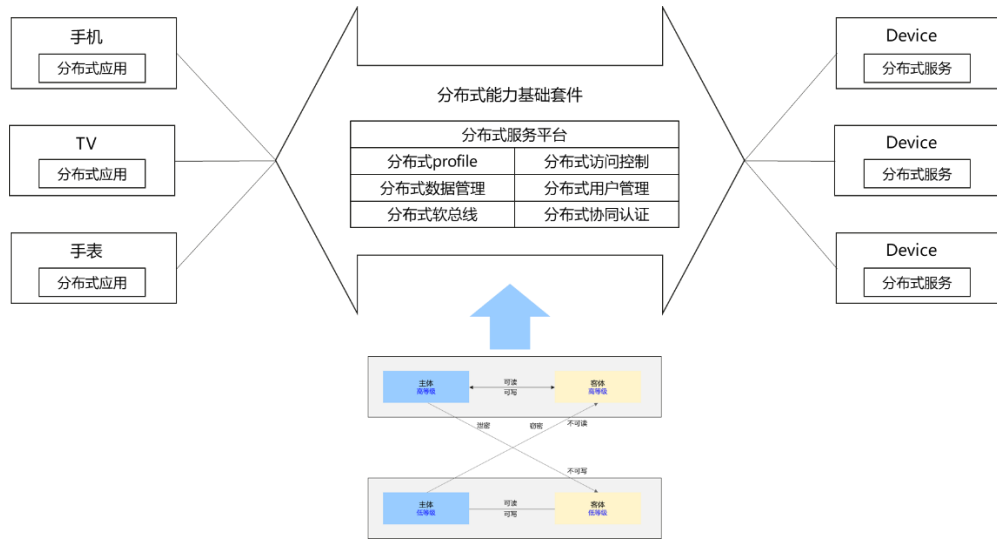 手机
分布式应用
TV
分布式应用
手表
分布式应用
分布式能力基础套件
分布式服务平台
分布式profile
分布式访问控制
分布式数据管理
分布式用户管理
分布式软总线
分布式协同认证
Device
分布式服务
Device
分布式服务
Device
分布式服务
主体
高等级
可读
可写
客体
高等级
泄密
窃密
不可读
不可写
主体
低等级
可读
可写
客体
低等级